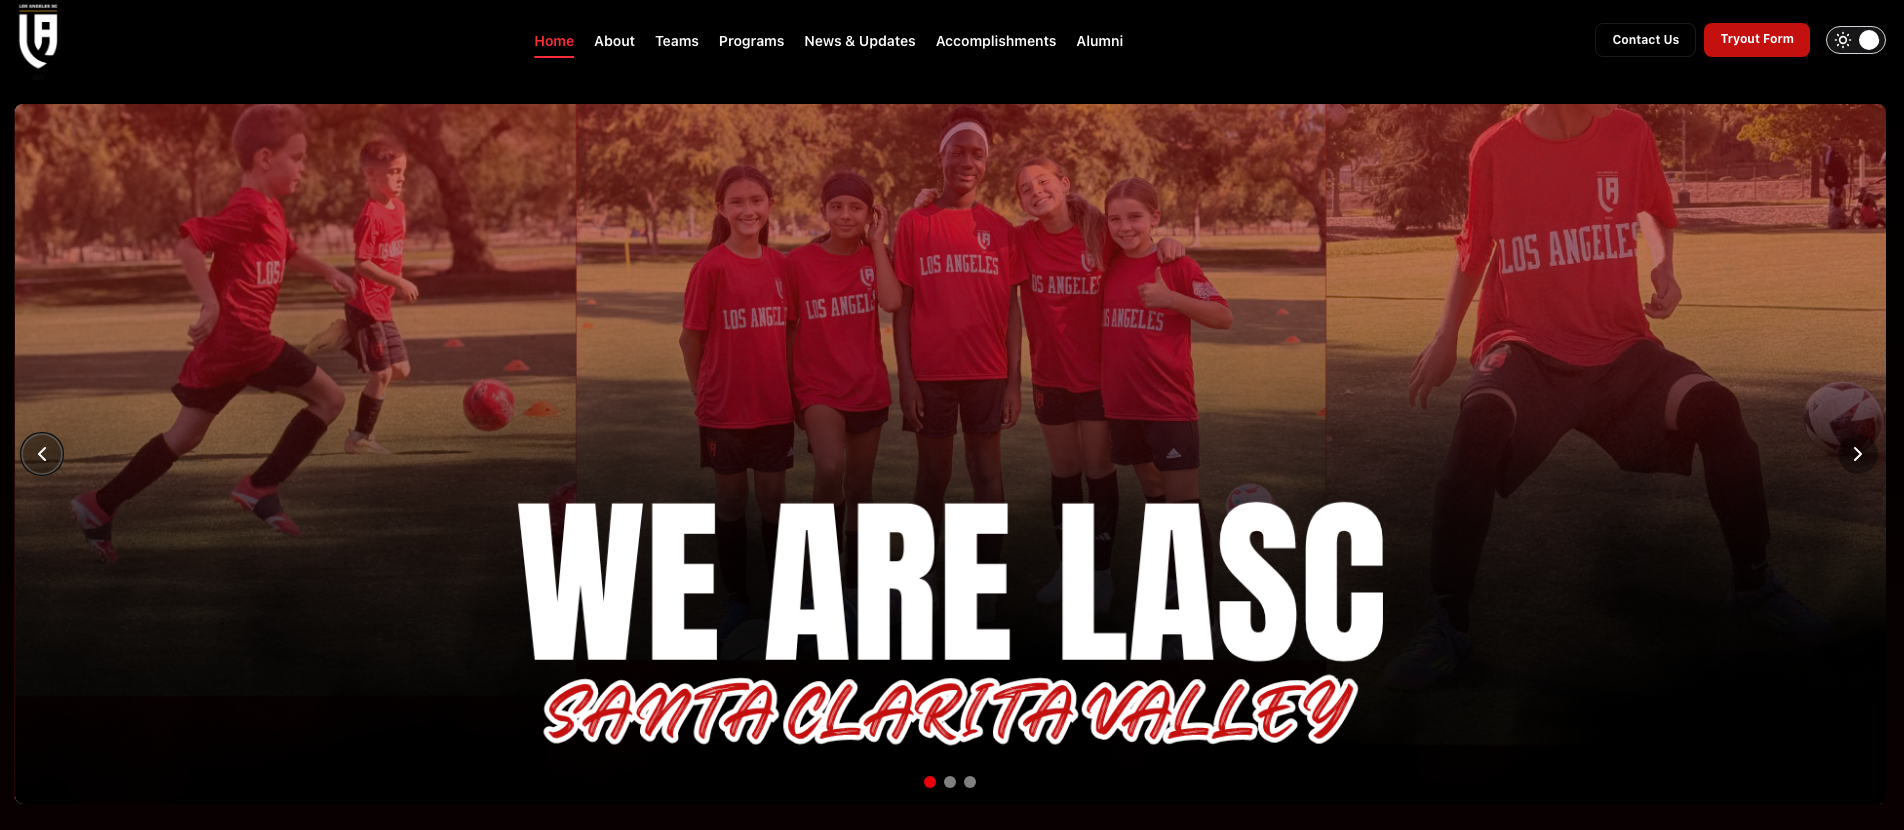 LOS ANGELES SC
LA
Home About Teams Programs News & Updates Accomplishments Alumni
Contact Us
Tryout Form
LOS
LOS ANGELES
LOS ANGELES
LOS ANGELES
LOS ANGELES
LOS ANGELES
WE ARE LASC
SANTA CLARITA VALLEY